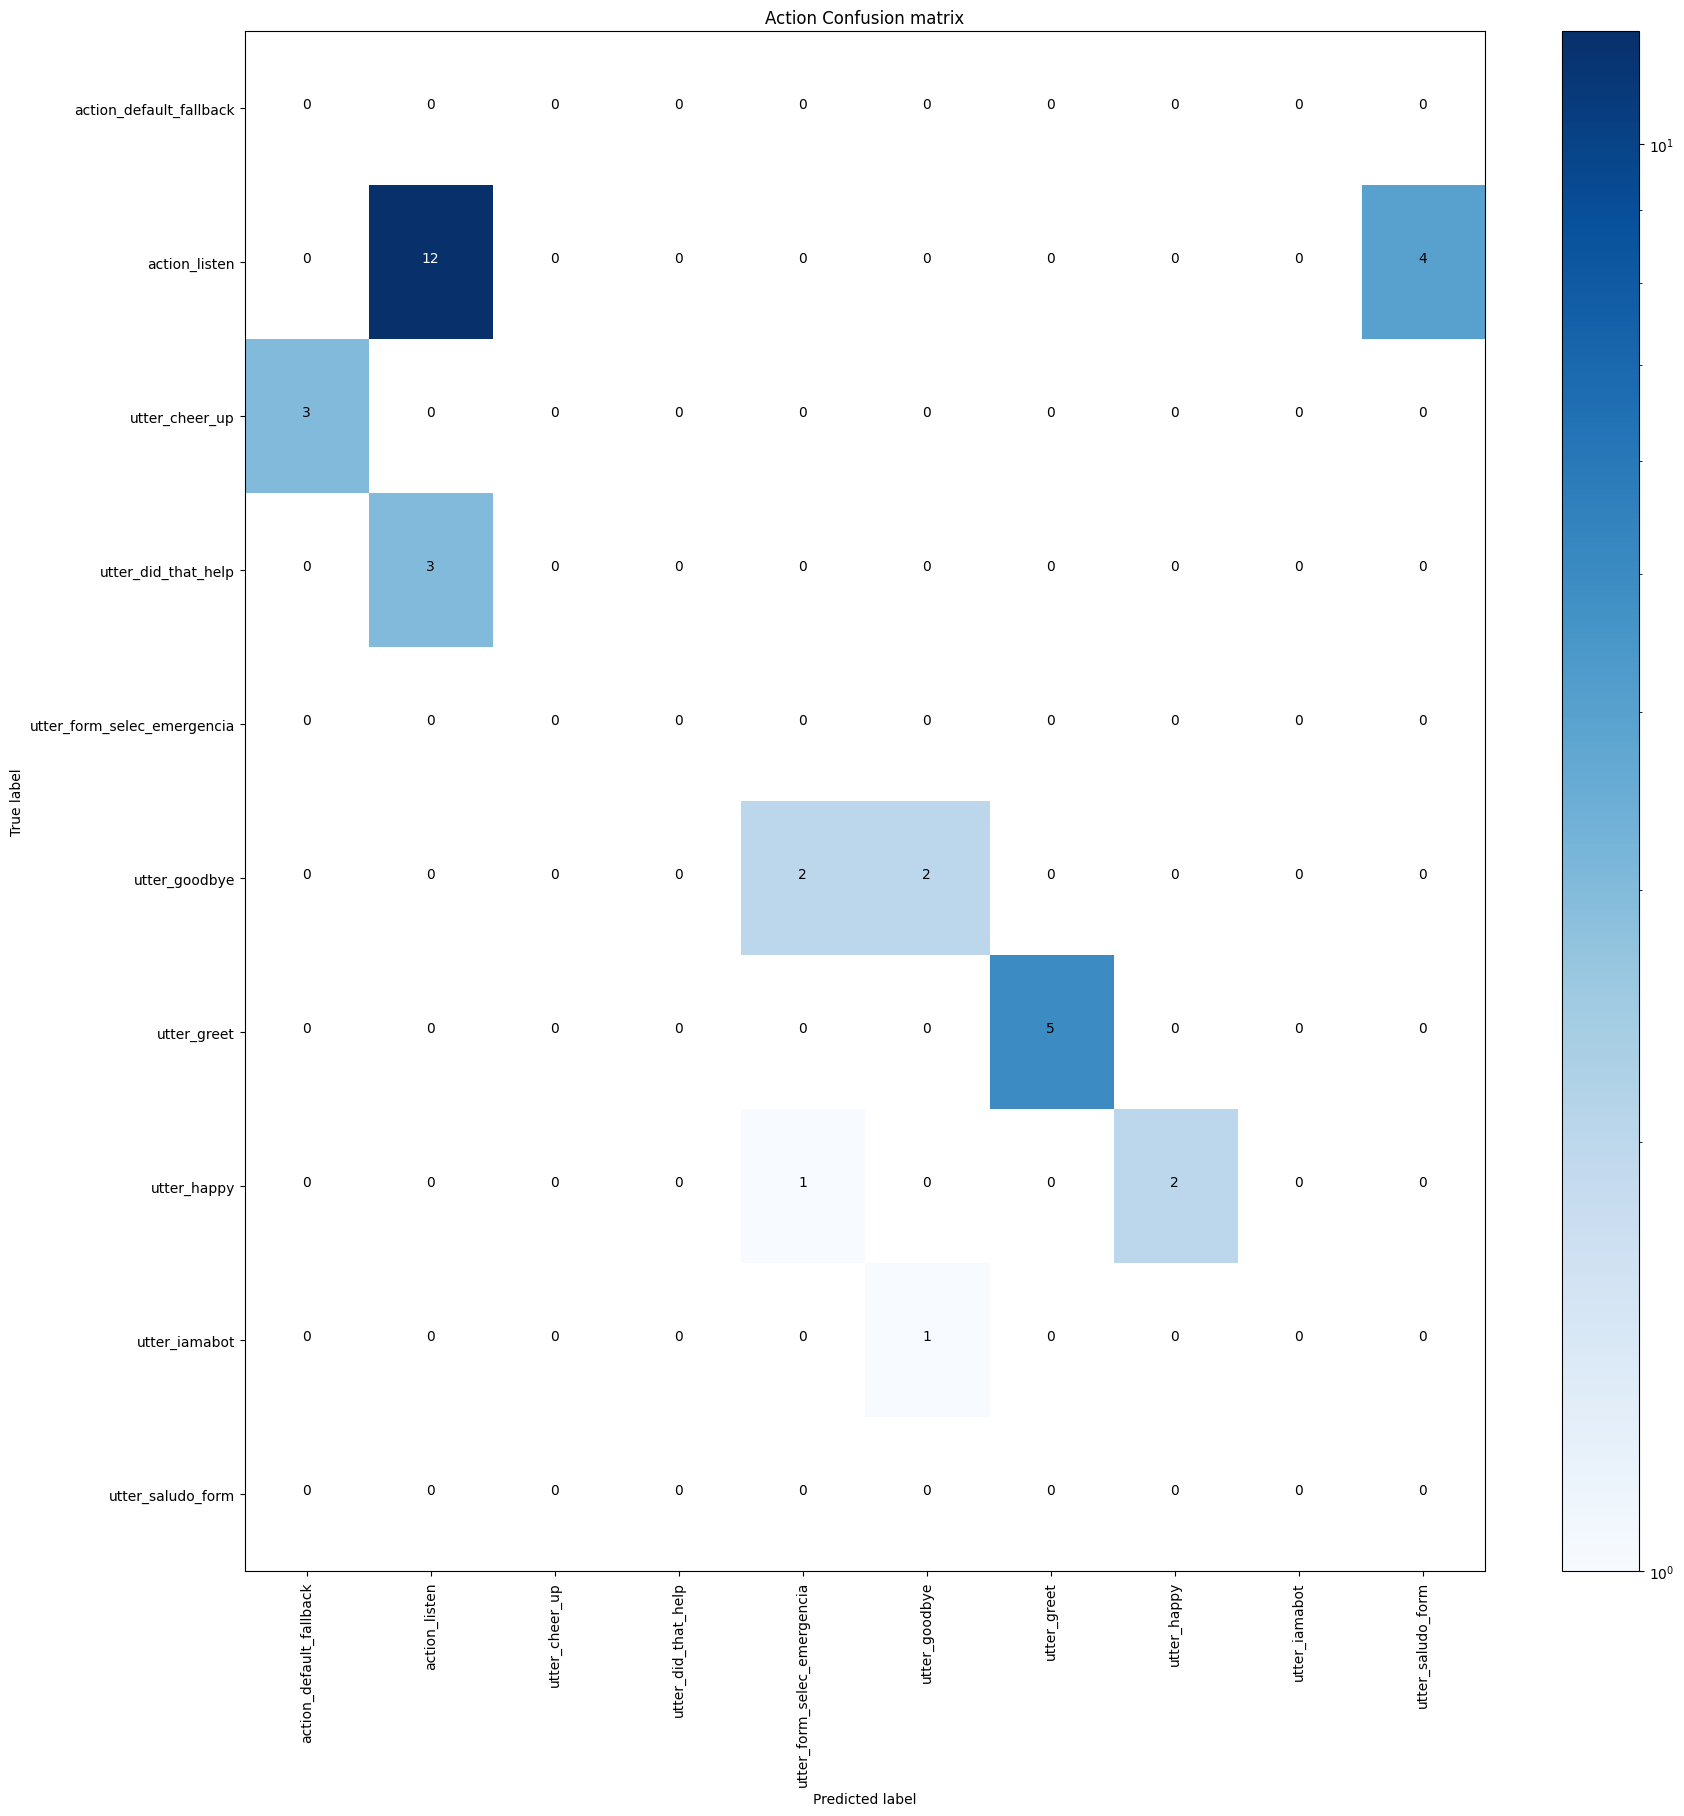 Action Confusion matrix
action_default_fallback 0 0 0 0 0 0 0 0 0 0
action_listen 0 12 0 0 0 0 0 0 0 4
utter_cheer_up 3 0 0 0 0 0 0 0 0 0
utter_did_that_help 0 3 0 0 0 0 0 0 0 0
utter_form_selec_emergencia 0 0 0 0 0 0 0 0 0 0
utter_goodbye 0 0 0 0 2 2 0 0 0 0
utter_greet 0 0 0 0 0 0 5 0 0 0
utter_happy 0 0 0 0 1 0 0 2 0 0
utter_iamabot 0 0 0 0 0 1 0 0 0 0
utter_saludo_form 0 0 0 0 0 0 0 0 0 0
True label
action_default_fallback
action_listen
utter_cheer_up
utter_did_that_help
utter_form_selec_emergencia
utter_goodbye
utter_greet
utter_happy
utter_iamabot
utter_saludo_form
Predicted label
10¹
10⁰